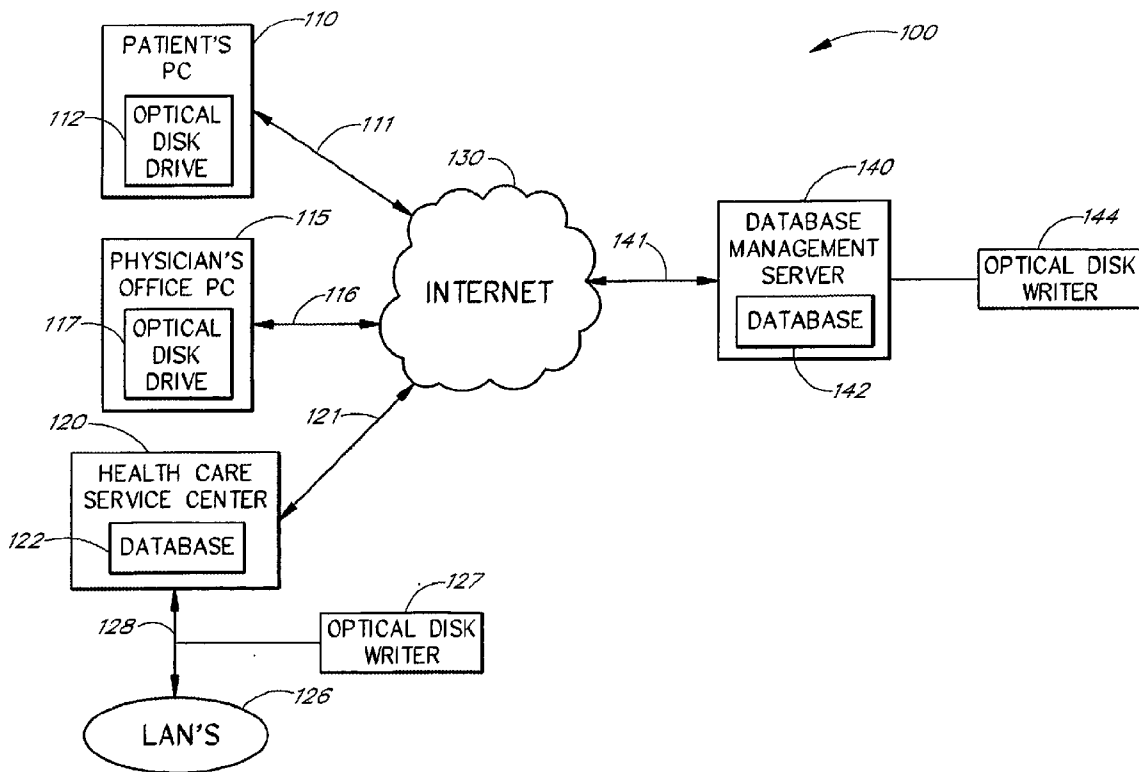 110
100
PATIENT'S
PC
112
OPTICAL
DISK
DRIVE
111
130
140
115
DATABASE
MANAGEMENT
SERVER
144
141
PHYSICIAN'S
OFFICE PC
116
INTERNET
OPTICAL DISK
WRITER
117
OPTICAL
DISK
DRIVE
DATABASE
142
121
120
HEALTH CARE
SERVICE CENTER
122
DATABASE
127
128
OPTICAL DISK
WRITER
126
LAN'S